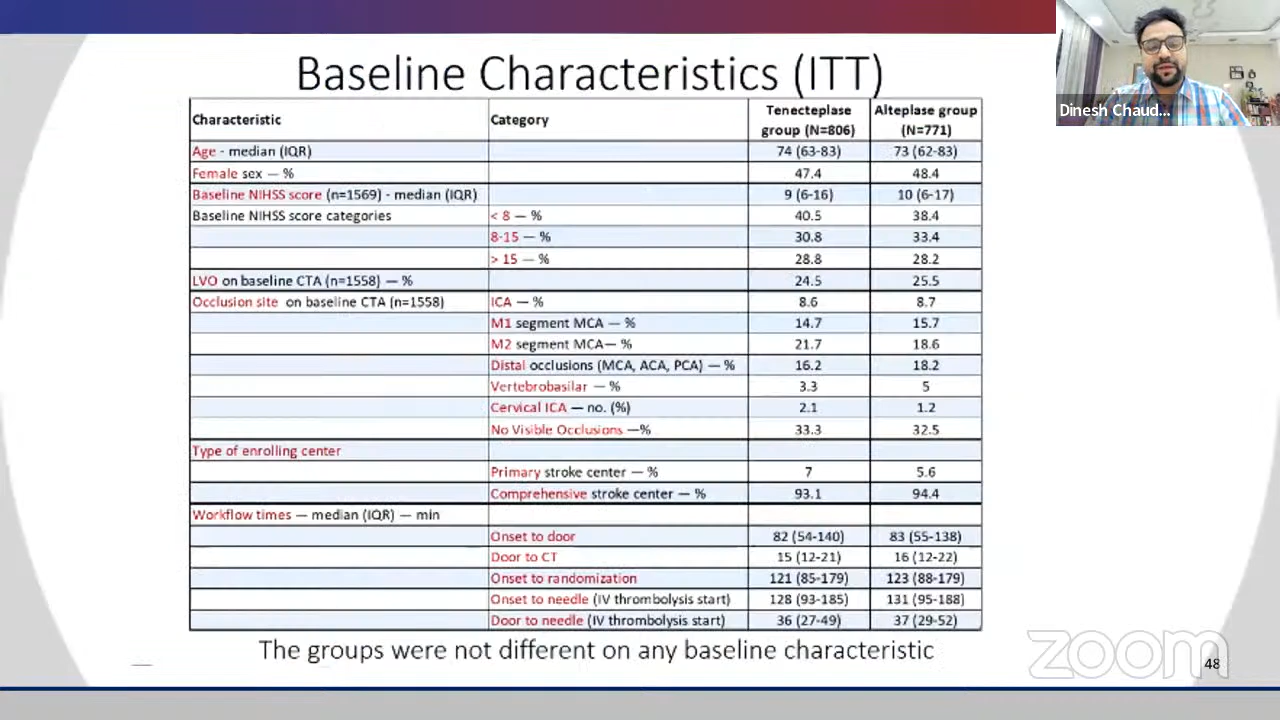 Baseline Characteristics (ITT)
Dinesh Chaud...
Characteristic Category Tenecteplase group (N=806) Alteplase group (N=771)
Age - median (IQR) 74 (63-83) 73 (62-83)
Female sex — % 47.4 48.4
Baseline NIHSS score (n=1569) - median (IQR) 9 (6-16) 10 (6-17)
Baseline NIHSS score categories < 8 — % 40.5 38.4
8-15 — % 30.8 33.4
> 15 — % 28.8 28.2
LVO on baseline CTA (n=1558) — % 24.5 25.5
Occlusion site on baseline CTA (n=1558) ICA — % 8.6 8.7
M1 segment MCA — % 14.7 15.7
M2 segment MCA— % 21.7 18.6
Distal occlusions (MCA, ACA, PCA) — % 16.2 18.2
Vertebrobasilar — % 3.3 5
Cervical ICA — no. (%) 2.1 1.2
No Visible Occlusions —% 33.3 32.5
Type of enrolling center
Primary stroke center — % 7 5.6
Comprehensive stroke center — % 93.1 94.4
Workflow times — median (IQR) — min
Onset to door 82 (54-140) 83 (55-138)
Door to CT 15 (12-21) 16 (12-22)
Onset to randomization 121 (85-179) 123 (88-179)
Onset to needle (IV thrombolysis start) 128 (93-185) 131 (95-188)
Door to needle (IV thrombolysis start) 36 (27-49) 37 (29-52)
The groups were not different on any baseline characteristic
zoom
48